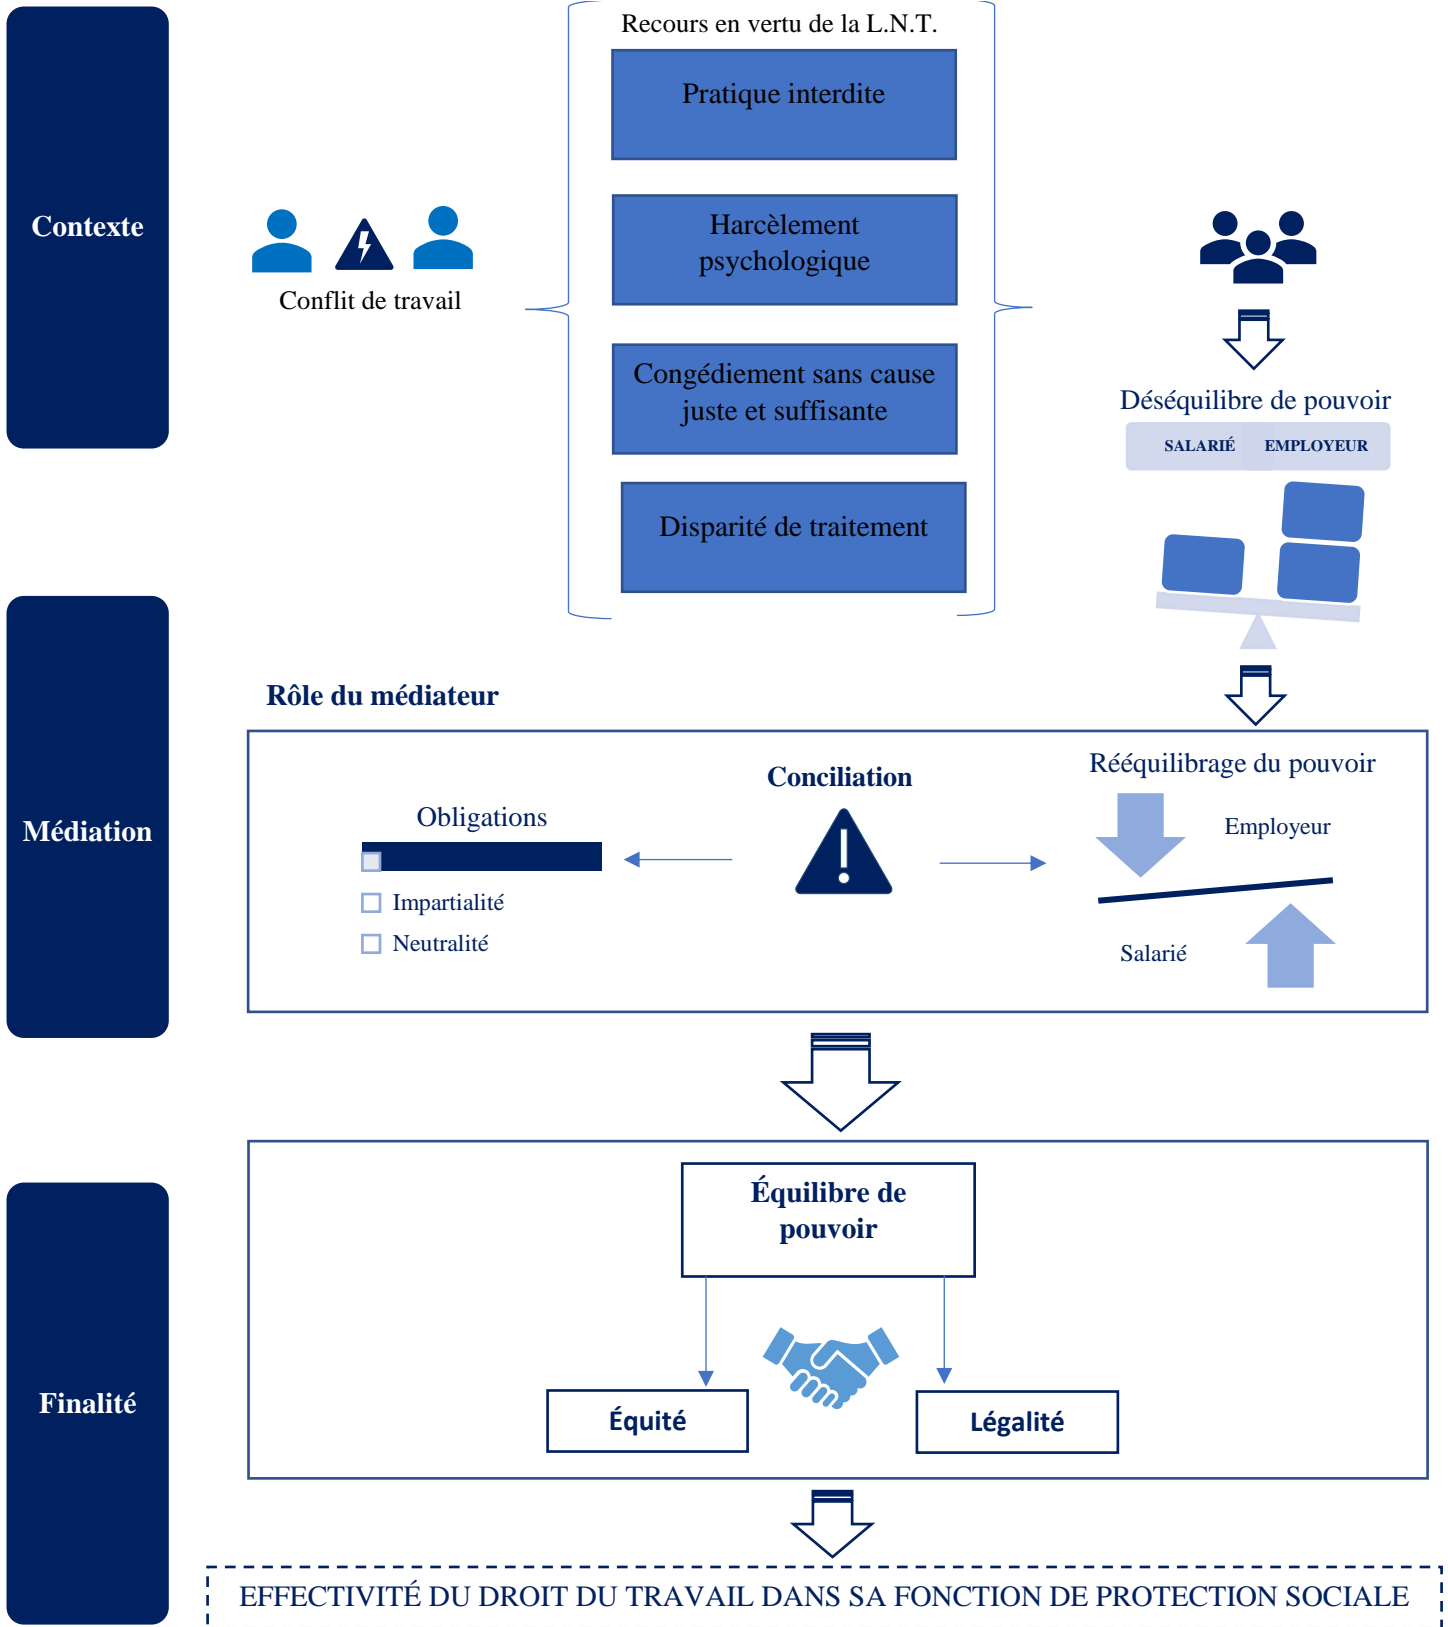 Contexte
Recours en vertu de la L.N.T.
Pratique interdite
Harcèlement
psychologique
Congédiement sans cause
juste et suffisante
Disparité de traitement
Conflit de travail
Déséquilibre de pouvoir
SALARIÉ EMPLOYEUR
Médiation
Rôle du médiateur
Conciliation
Obligations
Impartialité
Neutralité
Rééquilibrage du pouvoir
Employeur
Salarié
Finalité
Équilibre de
pouvoir
Équité
Légalité
EFFECTIVITÉ DU DROIT DU TRAVAIL DANS SA FONCTION DE PROTECTION SOCIALE